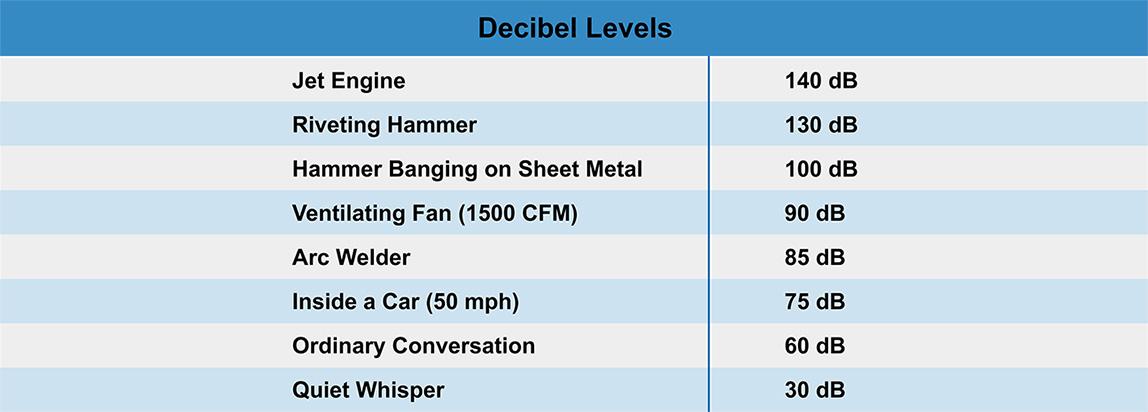 Decibel Levels
Jet Engine 140 dB
Riveting Hammer 130 dB
Hammer Banging on Sheet Metal 100 dB
Ventilating Fan (1500 CFM) 90 dB
Arc Welder 85 dB
Inside a Car (50 mph) 75 dB
Ordinary Conversation 60 dB
Quiet Whisper 30 dB